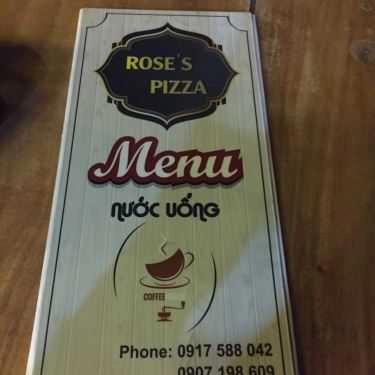 ROSE'S
PIZZA
Menu
NƯỚC UỐNG
COFFEE
Phone: 0917 588 042
0907 198 609